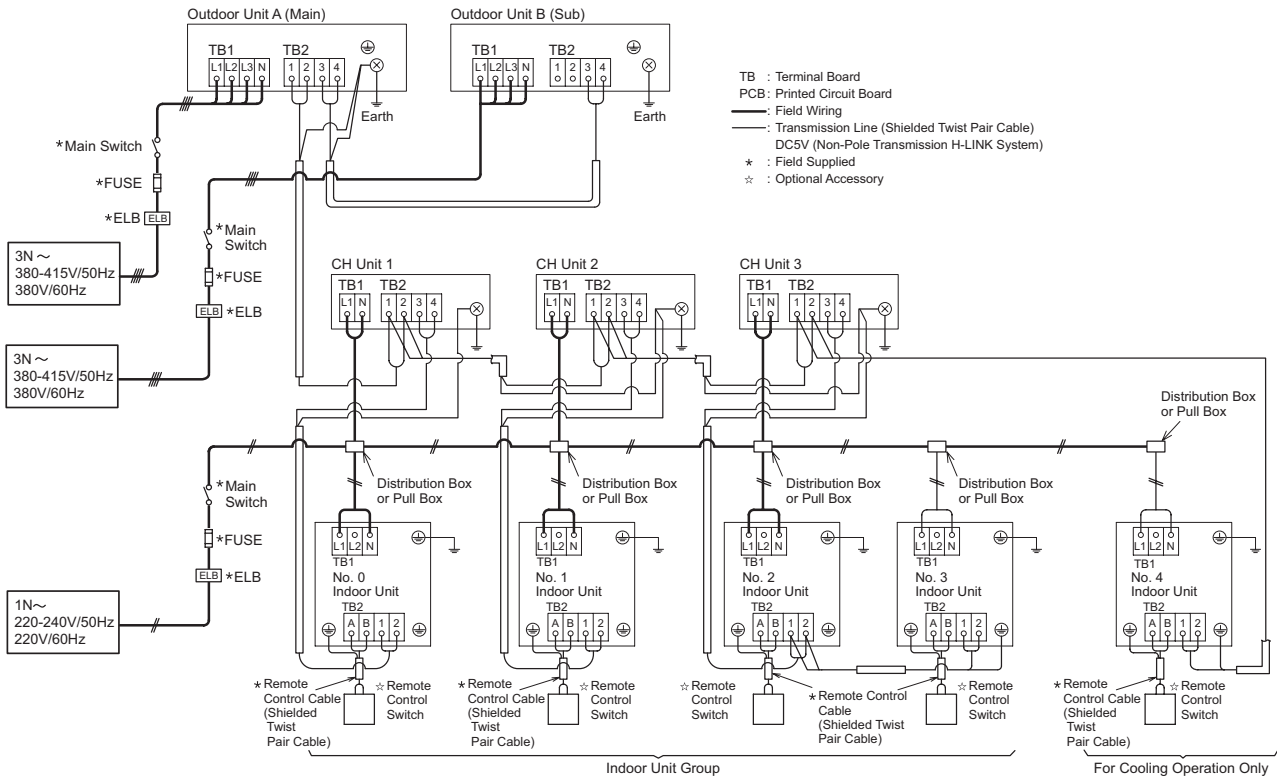 Outdoor Unit A (Main)
Outdoor Unit B (Sub)
TB1
TB2
L1 L2 L3 N
1 2 3 4
Earth
TB1
TB2
L1 L2 L3 N
1 2 3 4
Earth
TB : Terminal Board
PCB : Printed Circuit Board
: Field Wiring
: Transmission Line (Shielded Twist Pair Cable)
DC5V (Non-Pole Transmission H-LINK System)
* : Field Supplied
☆ : Optional Accessory
*Main Switch
*FUSE
*ELB
ELB
3N～
380-415V/50Hz
380V/60Hz
*Main
Switch
*FUSE
ELB
*ELB
3N～
380-415V/50Hz
380V/60Hz
CH Unit 1
TB1
TB2
L1 N
1 2 3 4
CH Unit 2
TB1
TB2
L1 N
1 2 3 4
CH Unit 3
TB1
TB2
L1 N
1 2 3 4
Distribution Box
or Pull Box
*Main
Switch
*FUSE
ELB
*ELB
1N～
220-240V/50Hz
220V/60Hz
Distribution Box
or Pull Box
Distribution Box
or Pull Box
Distribution Box
or Pull Box
Distribution Box
or Pull Box
L1 L2 N
TB1
No. 0
Indoor Unit
TB2
A B 1 2
L1 L2 N
TB1
No. 1
Indoor Unit
TB2
A B 1 2
L1 L2 N
TB1
No. 2
Indoor Unit
TB2
A B 1 2
L1 L2 N
TB1
No. 3
Indoor Unit
TB2
A B 1 2
L1 L2 N
TB1
No. 4
Indoor Unit
TB2
A B 1 2
*Remote
Control Cable
(Shielded
Twist
Pair Cable)
☆Remote
Control
Switch
*Remote
Control Cable
(Shielded
Twist
Pair Cable)
☆Remote
Control
Switch
☆Remote
Control
Switch
*Remote Control
Cable
(Shielded Twist
Pair Cable)
☆Remote
Control
Switch
*Remote
Control Cable
(Shielded
Twist
Pair Cable)
☆Remote
Control
Switch
Indoor Unit Group
For Cooling Operation Only